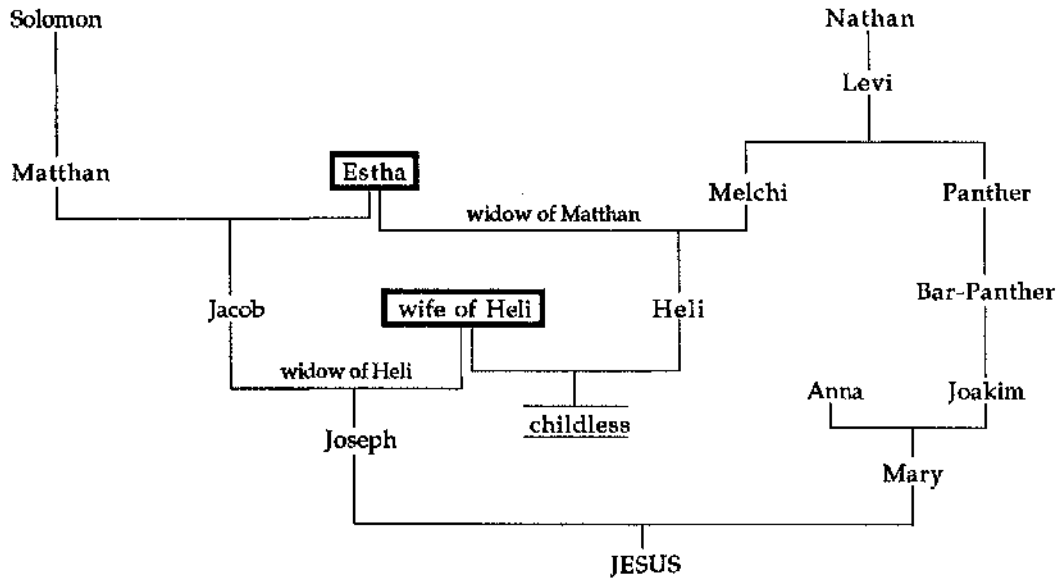 Solomon
Nathan
Levi
Matthan
Estha
Melchi
Panther
widow of Matthan
Jacob
wife of Heli
Heli
Bar-Panther
widow of Heli
Anna
Joakim
childless
Joseph
Mary
JESUS